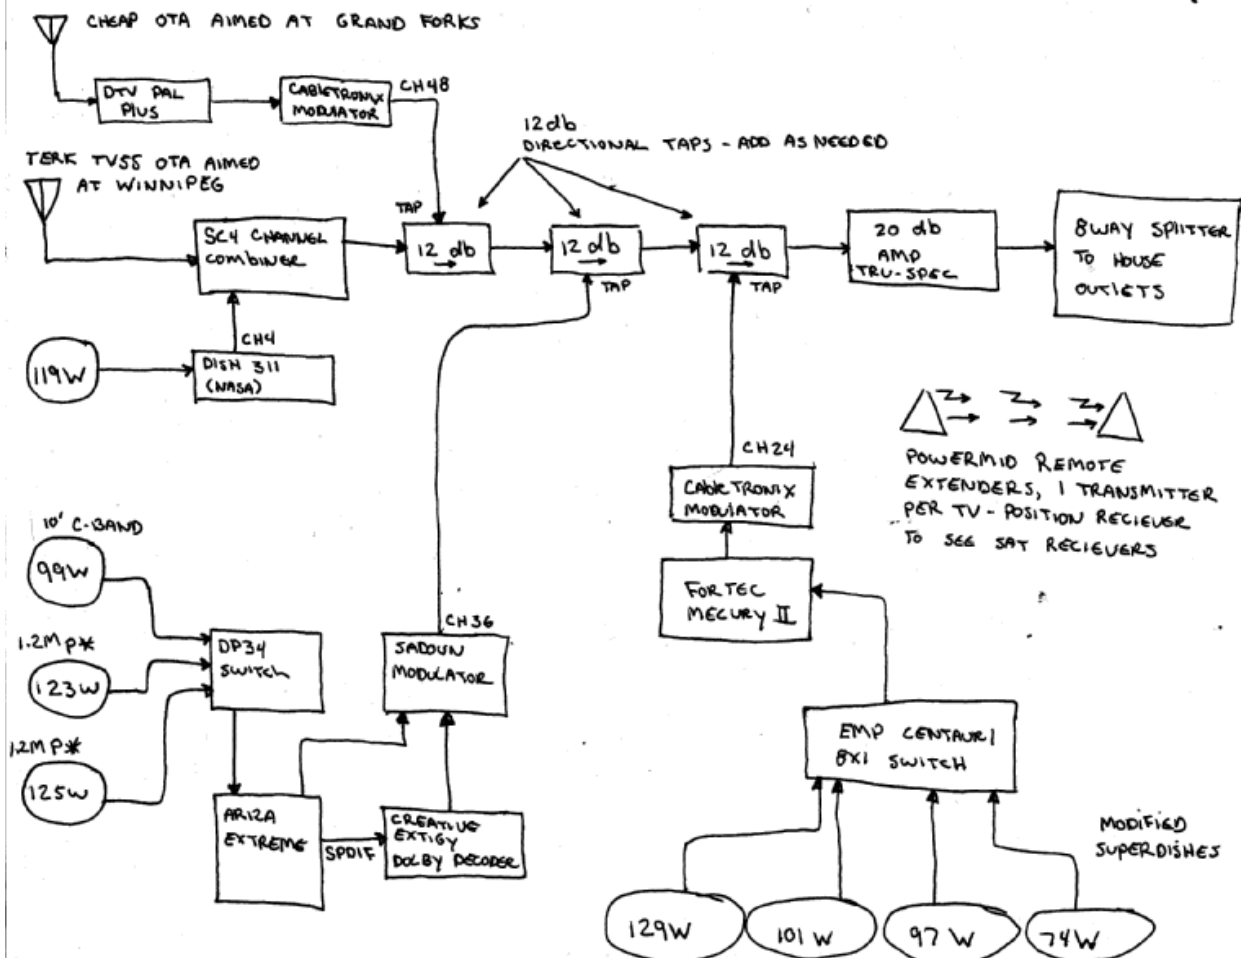 CHEAP OTA AIMED AT GRAND FORKS
DTV PAL
PLUS
CABLETRONIX
MODULATOR
CH48
12db
DIRECTIONAL TAPS - ADD AS NEEDED
TERK TV55 OTA AIMED
AT WINNIPEG
SC4 CHANNEL
COMBINER
TAP
12 db
12 db
TAP
12 db
TAP
20 db
AMP
TRU-SPEC
8WAY SPLITTER
TO HOUSE
OUTLETS
CH4
119W
DISH 311
(NASA)
POWERMID REMOTE
EXTENDERS, 1 TRANSMITTER
PER TV - POSITION RECIEVER
TO SEE SAT RECIEVERS
CH24
CABLETRONIX
MODULATOR
FORTEC
MECURY II
10' C-BAND
99W
1.2M P*
123W
1.2M P*
125W
DP34
SWITCH
CH36
SADOUN
MODULATOR
ARIZA
EXTREME
SPDIF
CREATIVE
EXTIGY
DOLBY DECODER
EMP CENTAURI
8X1 SWITCH
MODIFIED
SUPERDISHES
129W
101W
97W
74W